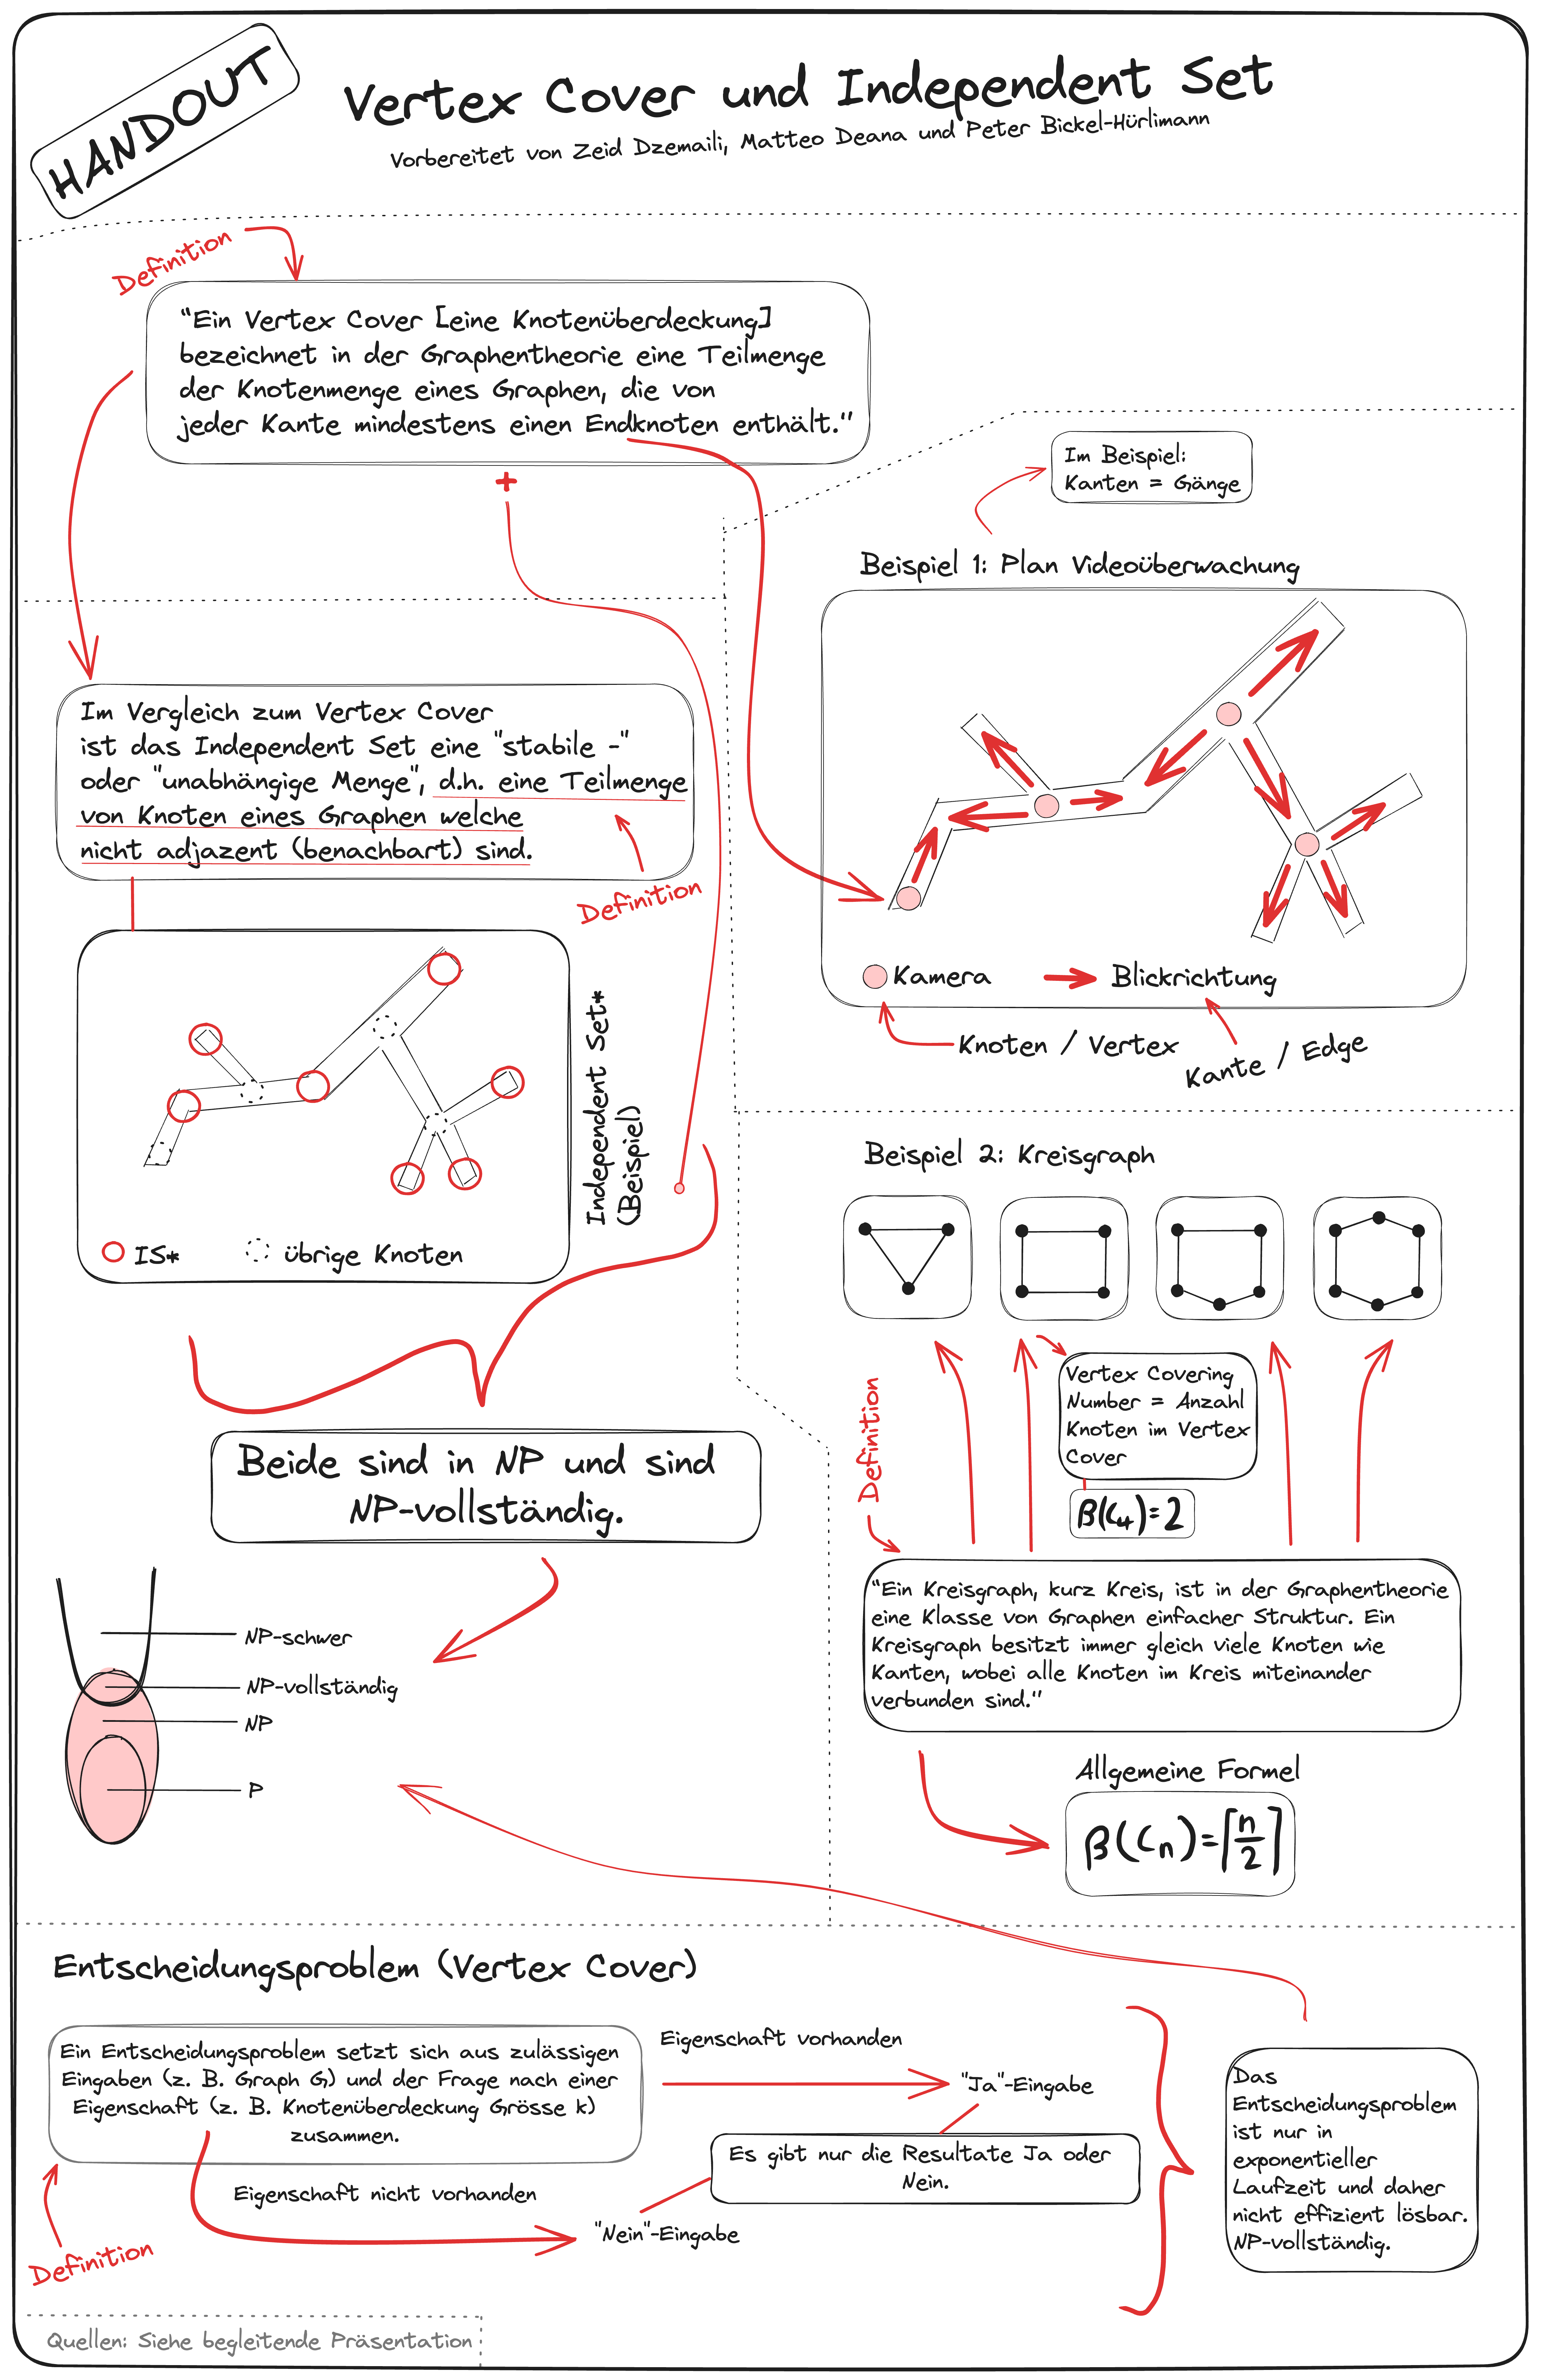 HANDOUT
Vertex Cover und Independent Set
Vorbereitet von Zeid Dzemaili, Matteo Deana und Peter Bickel-Hürlimann
Definition
"Ein Vertex Cover [eine Knotenüberdeckung]
bezeichnet in der Graphentheorie eine Teilmenge
der Knotenmenge eines Graphen, die von
jeder Kante mindestens einen Endknoten enthält."
+
Im Beispiel:
Kanten = Gänge
Beispiel 1: Plan Videoüberwachung
Kamera
Blickrichtung
Knoten / Vertex
Kante / Edge
Im Vergleich zum Vertex Cover
ist das Independent Set eine "stabile -"
oder "unabhängige Menge", d.h. eine Teilmenge
von Knoten eines Graphen welche
nicht adjazent (benachbart) sind.
Definition
Independent Set*
(Beispiel)
IS*
übrige Knoten
Beispiel 2: Kreisgraph
Vertex Covering
Number = Anzahl
Knoten im Vertex
Cover
β(C₄)=2
Definition
"Ein Kreisgraph, kurz Kreis, ist in der Graphentheorie
eine Klasse von Graphen einfacher Struktur. Ein
Kreisgraph besitzt immer gleich viele Knoten wie
Kanten, wobei alle Knoten im Kreis miteinander
verbunden sind."
Allgemeine Formel
β(Cₙ)=⌈n/2⌉
Beide sind in NP und sind
NP-vollständig.
NP-schwer
NP-vollständig
NP
P
Entscheidungsproblem (Vertex Cover)
Ein Entscheidungsproblem setzt sich aus zulässigen
Eingaben (z. B. Graph G) und der Frage nach einer
Eigenschaft (z. B. Knotenüberdeckung Grösse k)
zusammen.
Definition
Eigenschaft vorhanden
"Ja"-Eingabe
Es gibt nur die Resultate Ja oder
Nein.
Eigenschaft nicht vorhanden
"Nein"-Eingabe
Das
Entscheidungsproblem
ist nur in
exponentieller
Laufzeit und daher
nicht effizient lösbar.
NP-vollständig.
Quellen: Siehe begleitende Präsentation